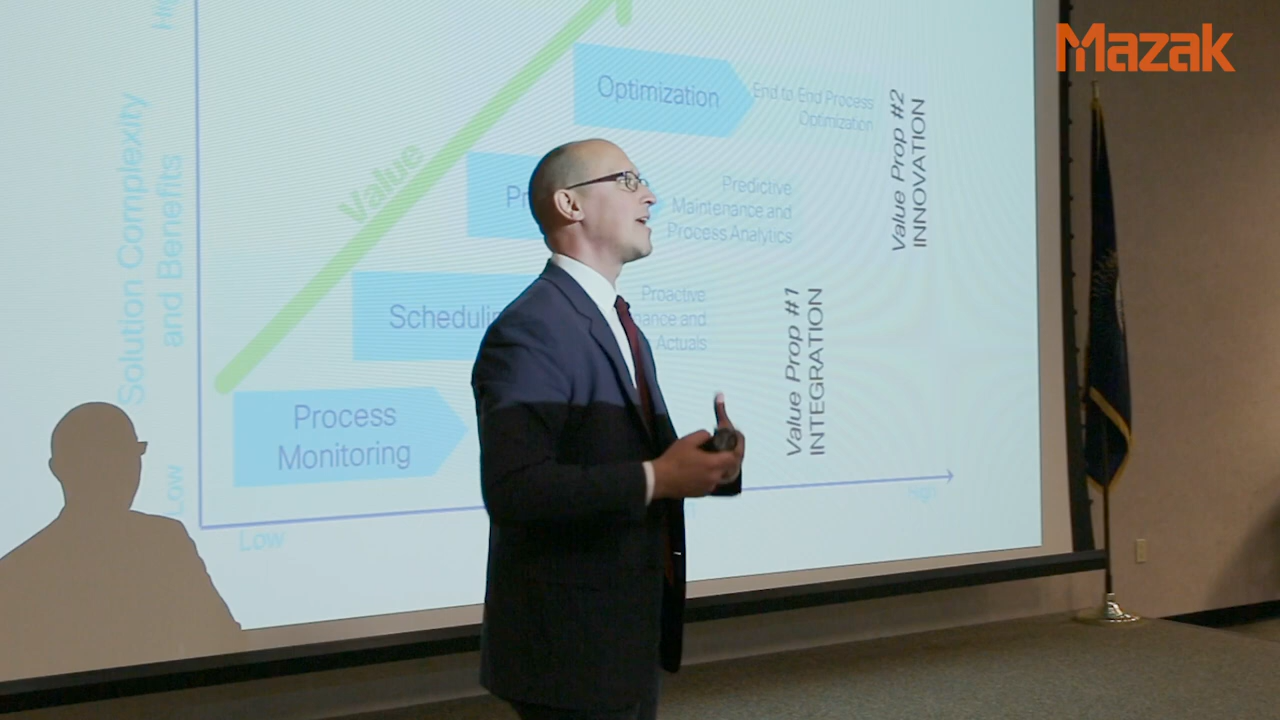 Mazak
Optimization
End to End Process
Optimization
Value Prop #2
INNOVATION
Value
Predictive
Maintenance and
Process Analytics
Solution Complexity
and Benefits
Proactive
and
Actuals
Value Prop #1
INTEGRATION
Process
Monitoring
Low
Low
High